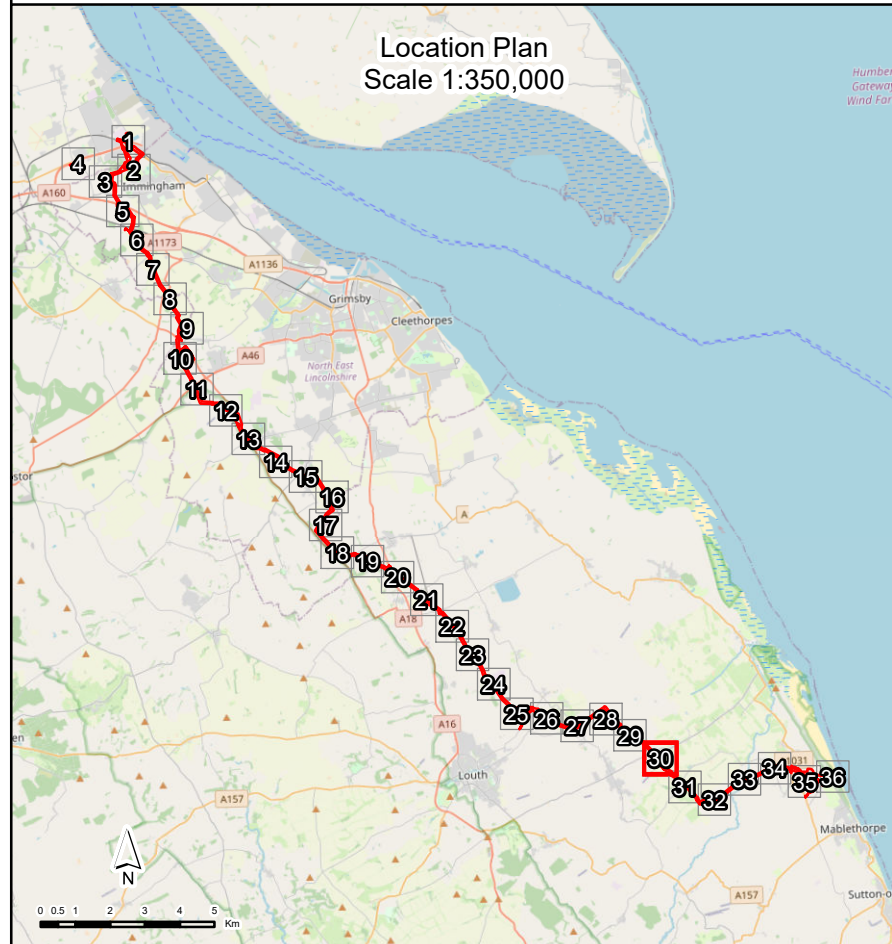 Location Plan
Scale 1:350,000
Humber
Gateway
Wind Far
1
4
2
3
Immingham
A160
5
6
A1173
7
A1136
8
Grimsby
9
Cleethorpes
10
A46
North East
Lincolnshire
11
12
13
14
15
stor
16
A
17
18
19
20
21
A18
22
23
24
25
26
27
28
A16
29
en
30
1031
Louth
31
32
33
34
35
36
A157
Mablethorpe
N
A157
Sutton-o
0 0.5 1 2 3 4 5
Km